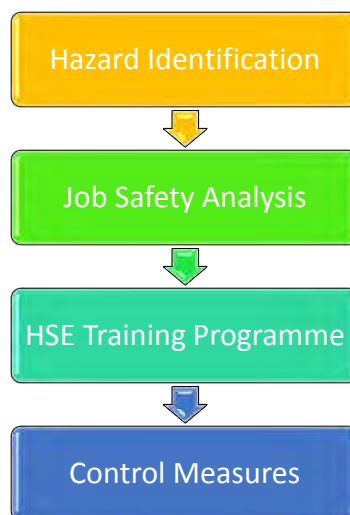 Hazard Identification
Job Safety Analysis
HSE Training Programme
Control Measures